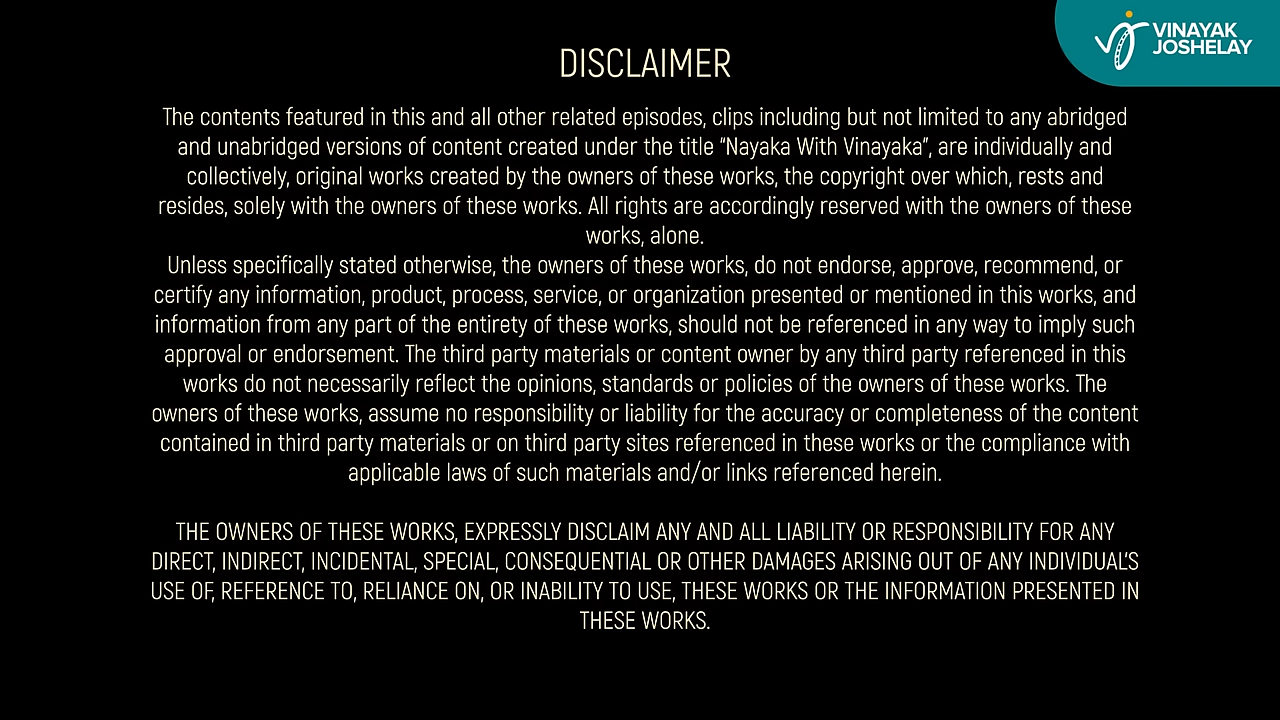 VINAYAK
JOSHELAY
DISCLAIMER
The contents featured in this and all other related episodes, clips including but not limited to any abridged
and unabridged versions of content created under the title “Nayaka With Vinayaka”, are individually and
collectively, original works created by the owners of these works, the copyright over which, rests and
resides, solely with the owners of these works. All rights are accordingly reserved with the owners of these
works, alone.
Unless specifically stated otherwise, the owners of these works, do not endorse, approve, recommend, or
certify any information, product, process, service, or organization presented or mentioned in this works, and
information from any part of the entirety of these works, should not be referenced in any way to imply such
approval or endorsement. The third party materials or content owner by any third party referenced in this
works do not necessarily reflect the opinions, standards or policies of the owners of these works. The
owners of these works, assume no responsibility or liability for the accuracy or completeness of the content
contained in third party materials or on third party sites referenced in these works or the compliance with
applicable laws of such materials and/or links referenced herein.
THE OWNERS OF THESE WORKS, EXPRESSLY DISCLAIM ANY AND ALL LIABILITY OR RESPONSIBILITY FOR ANY
DIRECT, INDIRECT, INCIDENTAL, SPECIAL, CONSEQUENTIAL OR OTHER DAMAGES ARISING OUT OF ANY INDIVIDUAL’S
USE OF, REFERENCE TO, RELIANCE ON, OR INABILITY TO USE, THESE WORKS OR THE INFORMATION PRESENTED IN
THESE WORKS.